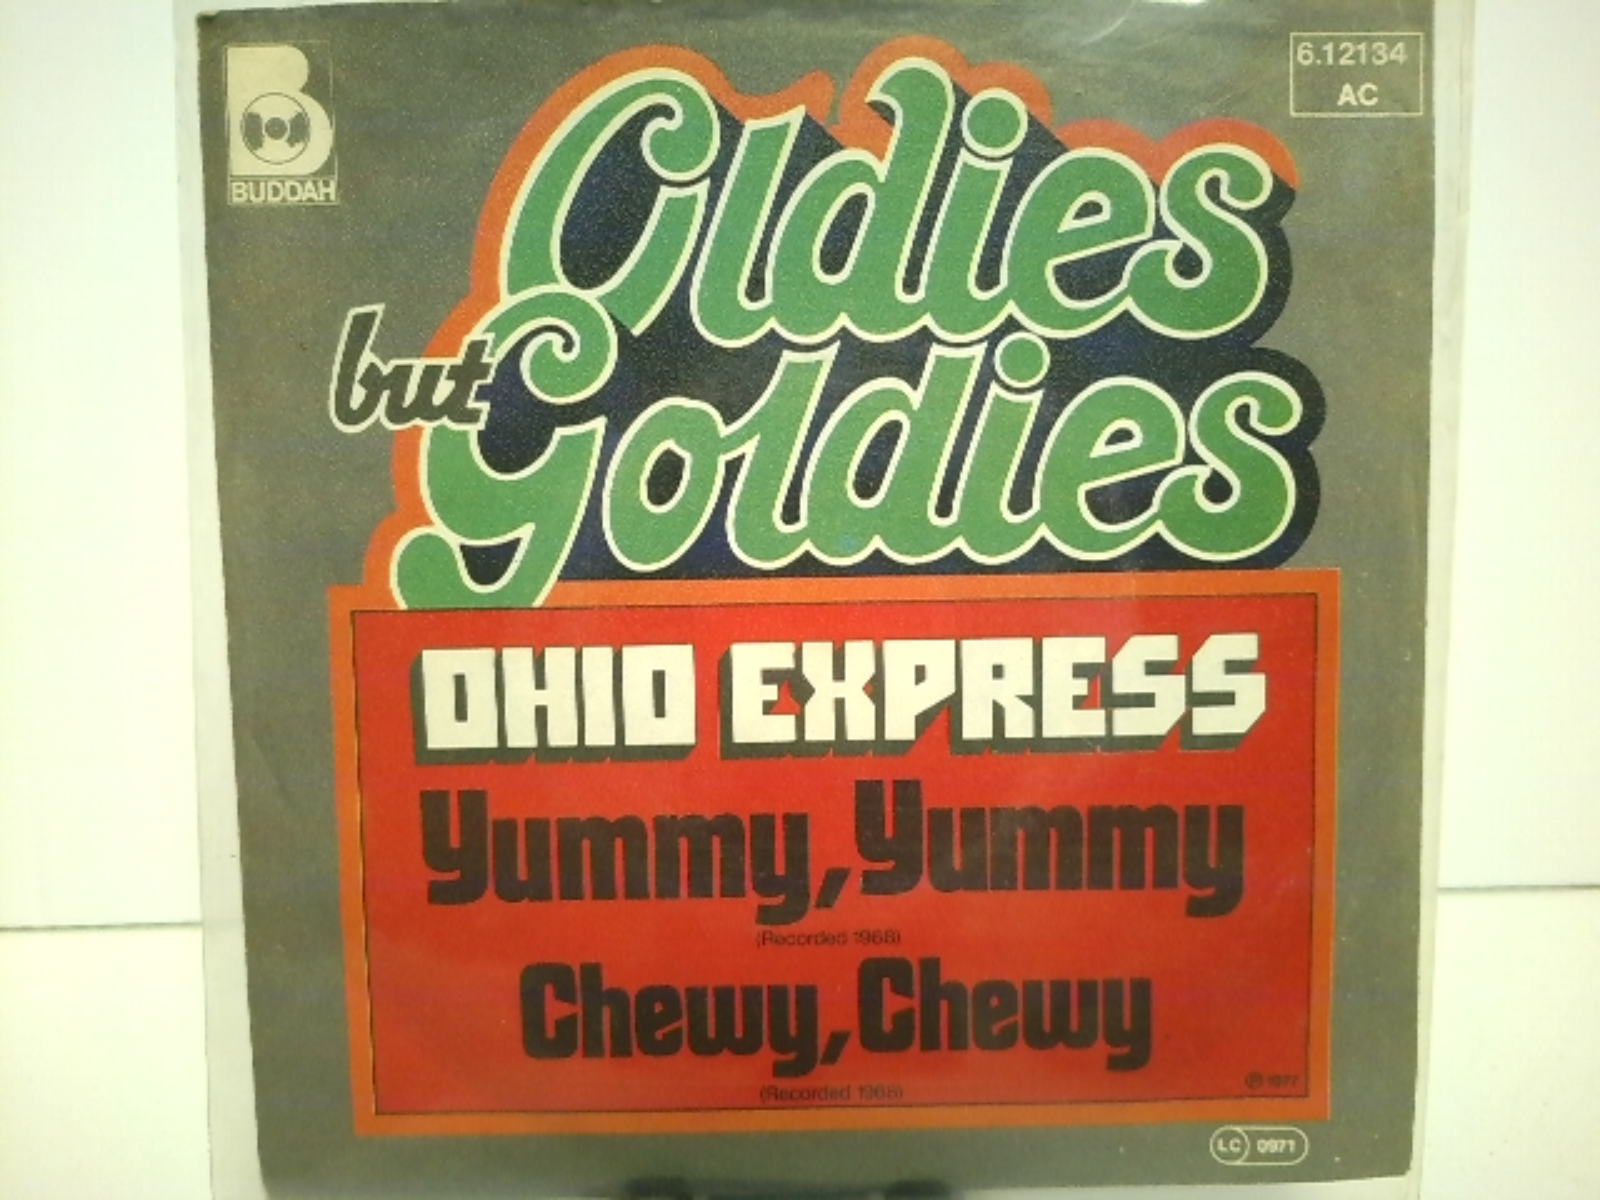 B
BUDDAH
6.12134
AC
Oldies
but
Goldies
OHIO EXPRESS
Yummy, Yummy
(Recorded 1968)
Chewy, Chewy
(Recorded 1968)
℗ 1977
LC 0971